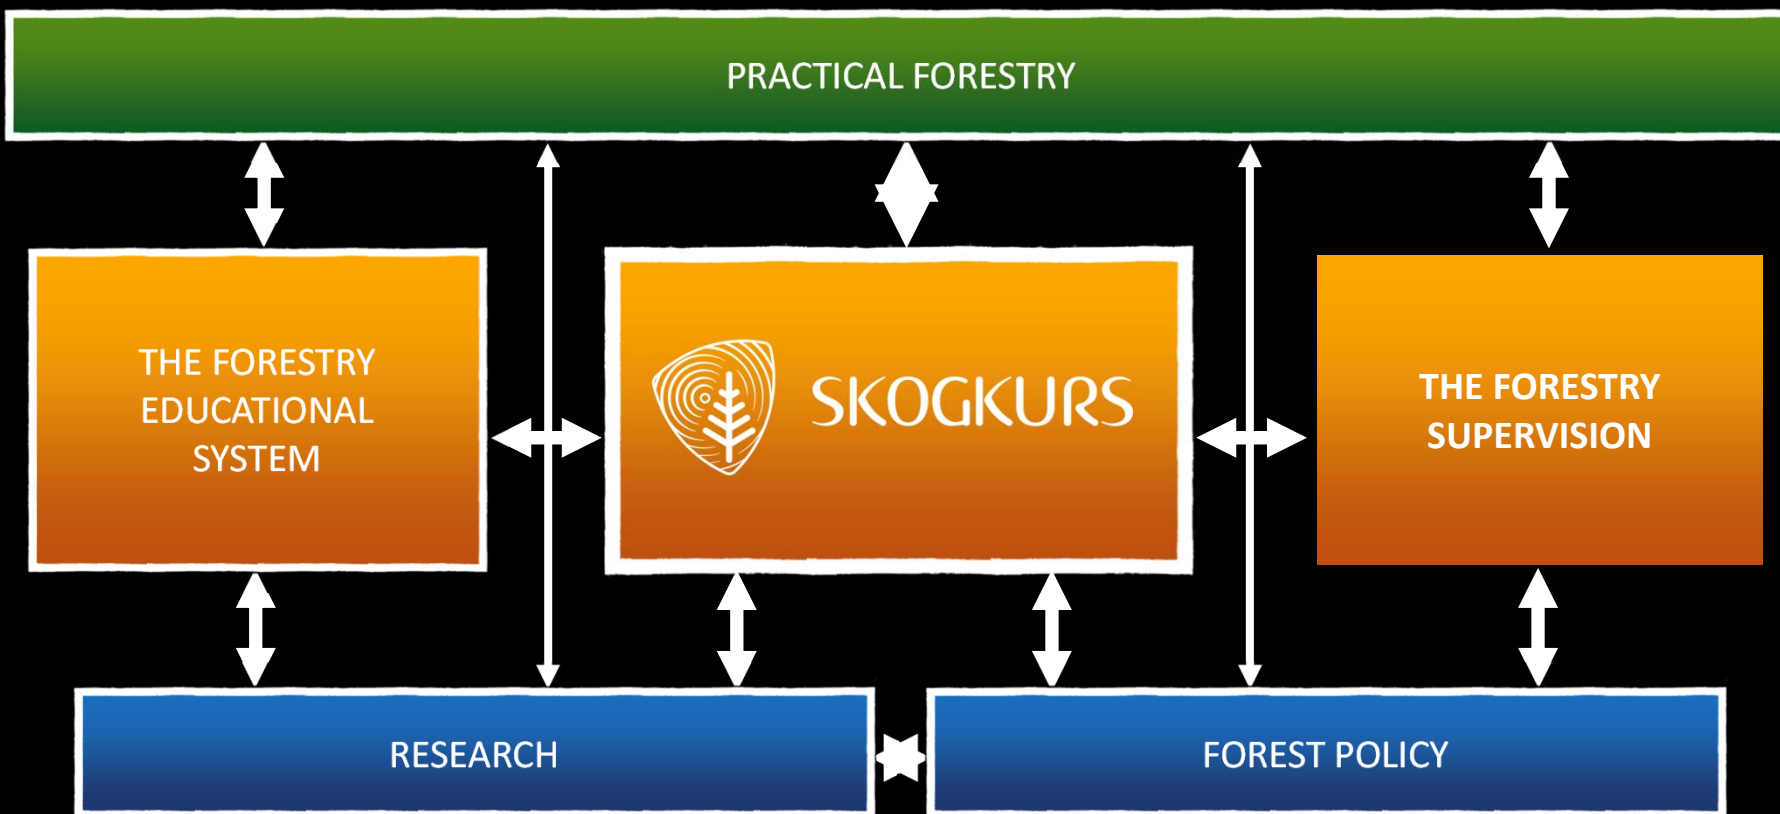 PRACTICAL FORESTRY
THE FORESTRY
EDUCATIONAL
SYSTEM
SKOGKURS
THE FORESTRY
SUPERVISION
RESEARCH
FOREST POLICY